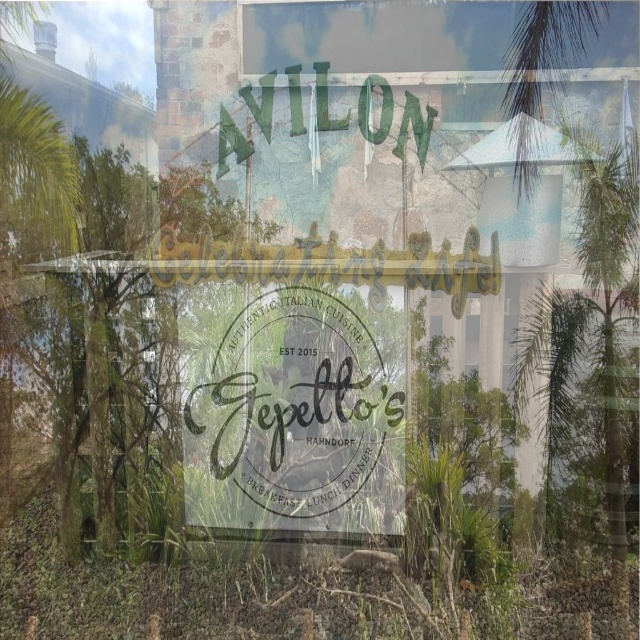 AVILON
Celebrating Life!
AUTHENTIC ITALIAN CUISINE
EST 2015
Gepetto's
HAHNDORF
BREAKFAST LUNCH DINNER